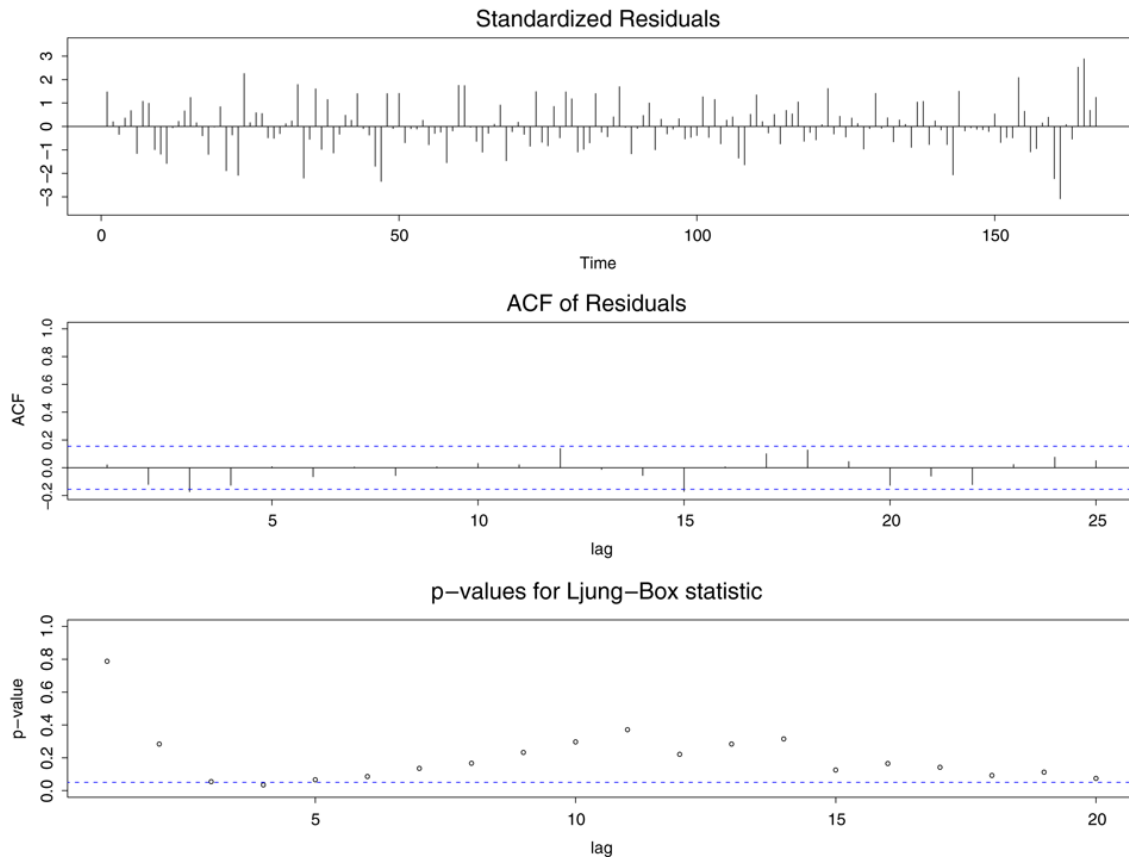 Standardized Residuals
3
2
1
0
−1
−2
−3
0 50 100 150
Time
ACF of Residuals
1.0
0.8
0.6
0.4
0.2
0.0
−0.2
ACF
5 10 15 20 25
lag
p−values for Ljung−Box statistic
1.0
0.8
0.6
0.4
0.2
0.0
p−value
5 10 15 20
lag